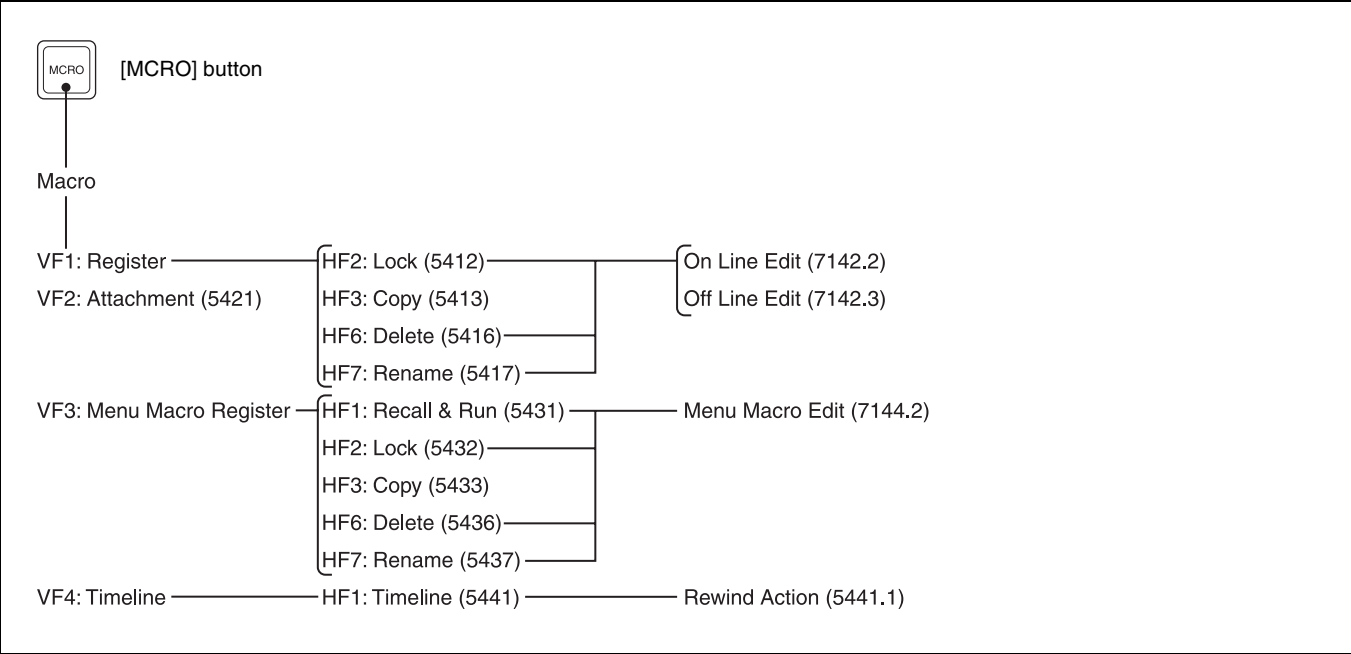 MCRO
[MCRO] button
Macro
VF1: Register
HF2: Lock (5412)
On Line Edit (7142.2)
VF2: Attachment (5421)
HF3: Copy (5413)
Off Line Edit (7142.3)
HF6: Delete (5416)
HF7: Rename (5417)
VF3: Menu Macro Register
HF1: Recall & Run (5431)
Menu Macro Edit (7144.2)
HF2: Lock (5432)
HF3: Copy (5433)
HF6: Delete (5436)
HF7: Rename (5437)
VF4: Timeline
HF1: Timeline (5441)
Rewind Action (5441.1)